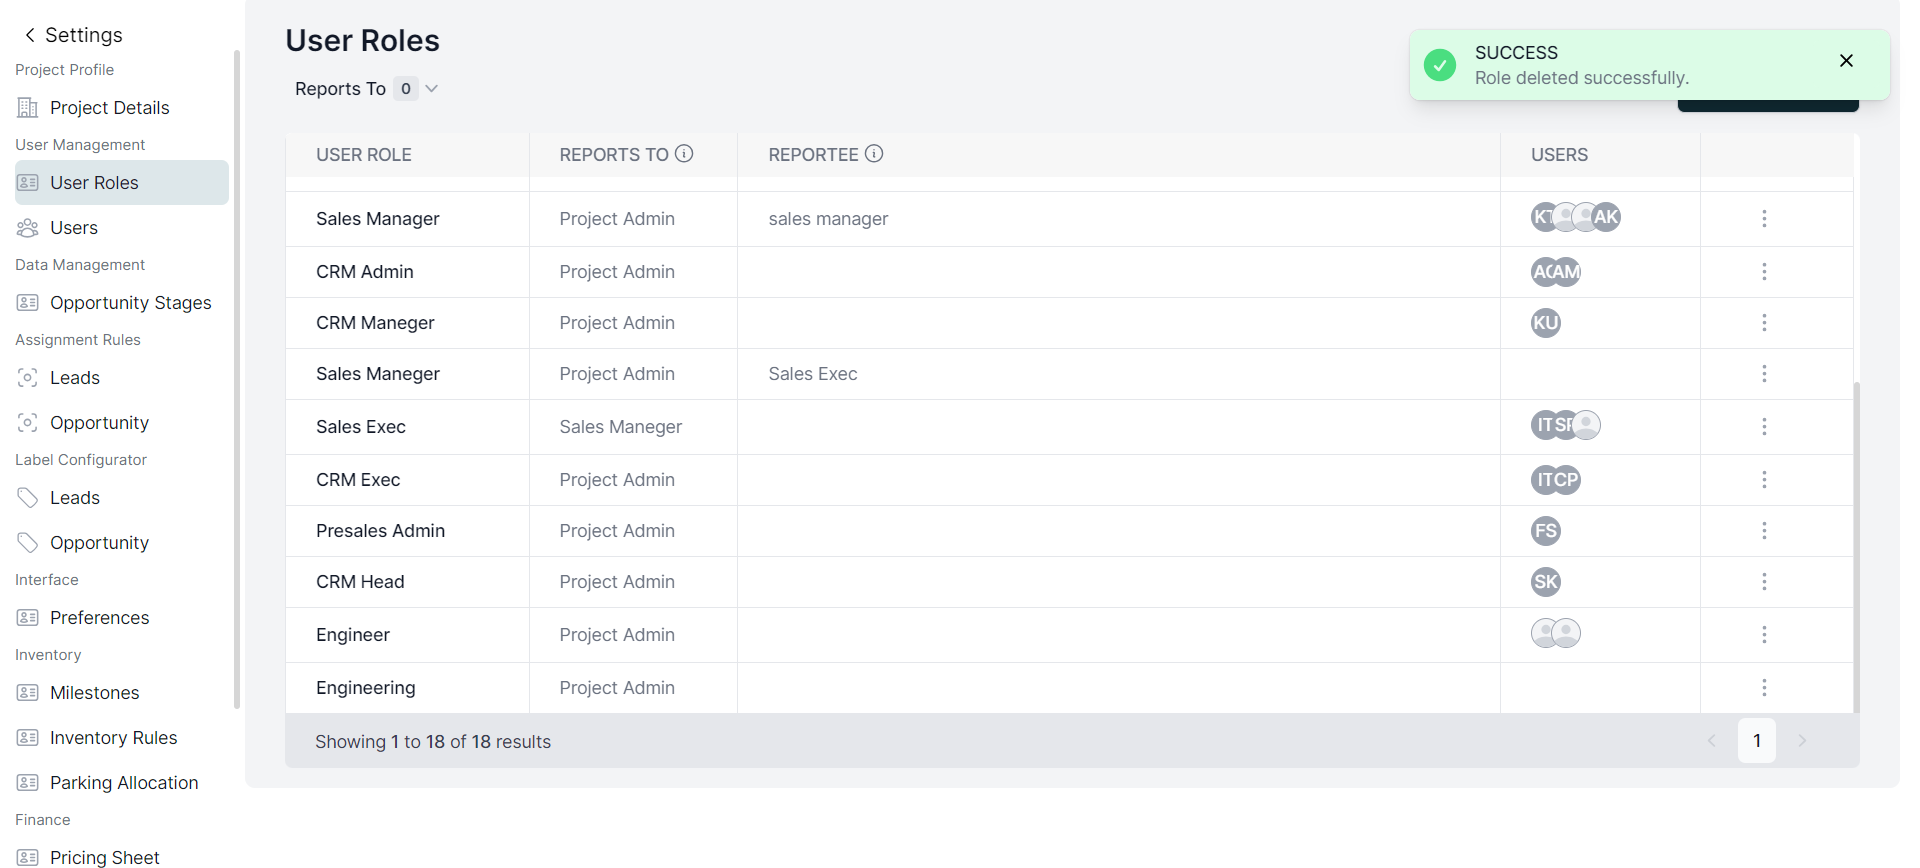 Settings
Project Profile
Project Details
User Management
User Roles
Users
Data Management
Opportunity Stages
Assignment Rules
Leads
Opportunity
Label Configurator
Leads
Opportunity
Interface
Preferences
Inventory
Milestones
Inventory Rules
Parking Allocation
Finance
Pricing Sheet
User Roles
Reports To 0
SUCCESS
Role deleted successfully.
USER ROLE REPORTS TO REPORTEE USERS
Sales Manager Project Admin sales manager KT AK
CRM Admin Project Admin AM
CRM Maneger Project Admin KU
Sales Maneger Project Admin Sales Exec
Sales Exec Sales Maneger IT
CRM Exec Project Admin IT CP
Presales Admin Project Admin FS
CRM Head Project Admin SK
Engineer Project Admin
Engineering Project Admin
Showing 1 to 18 of 18 results
1